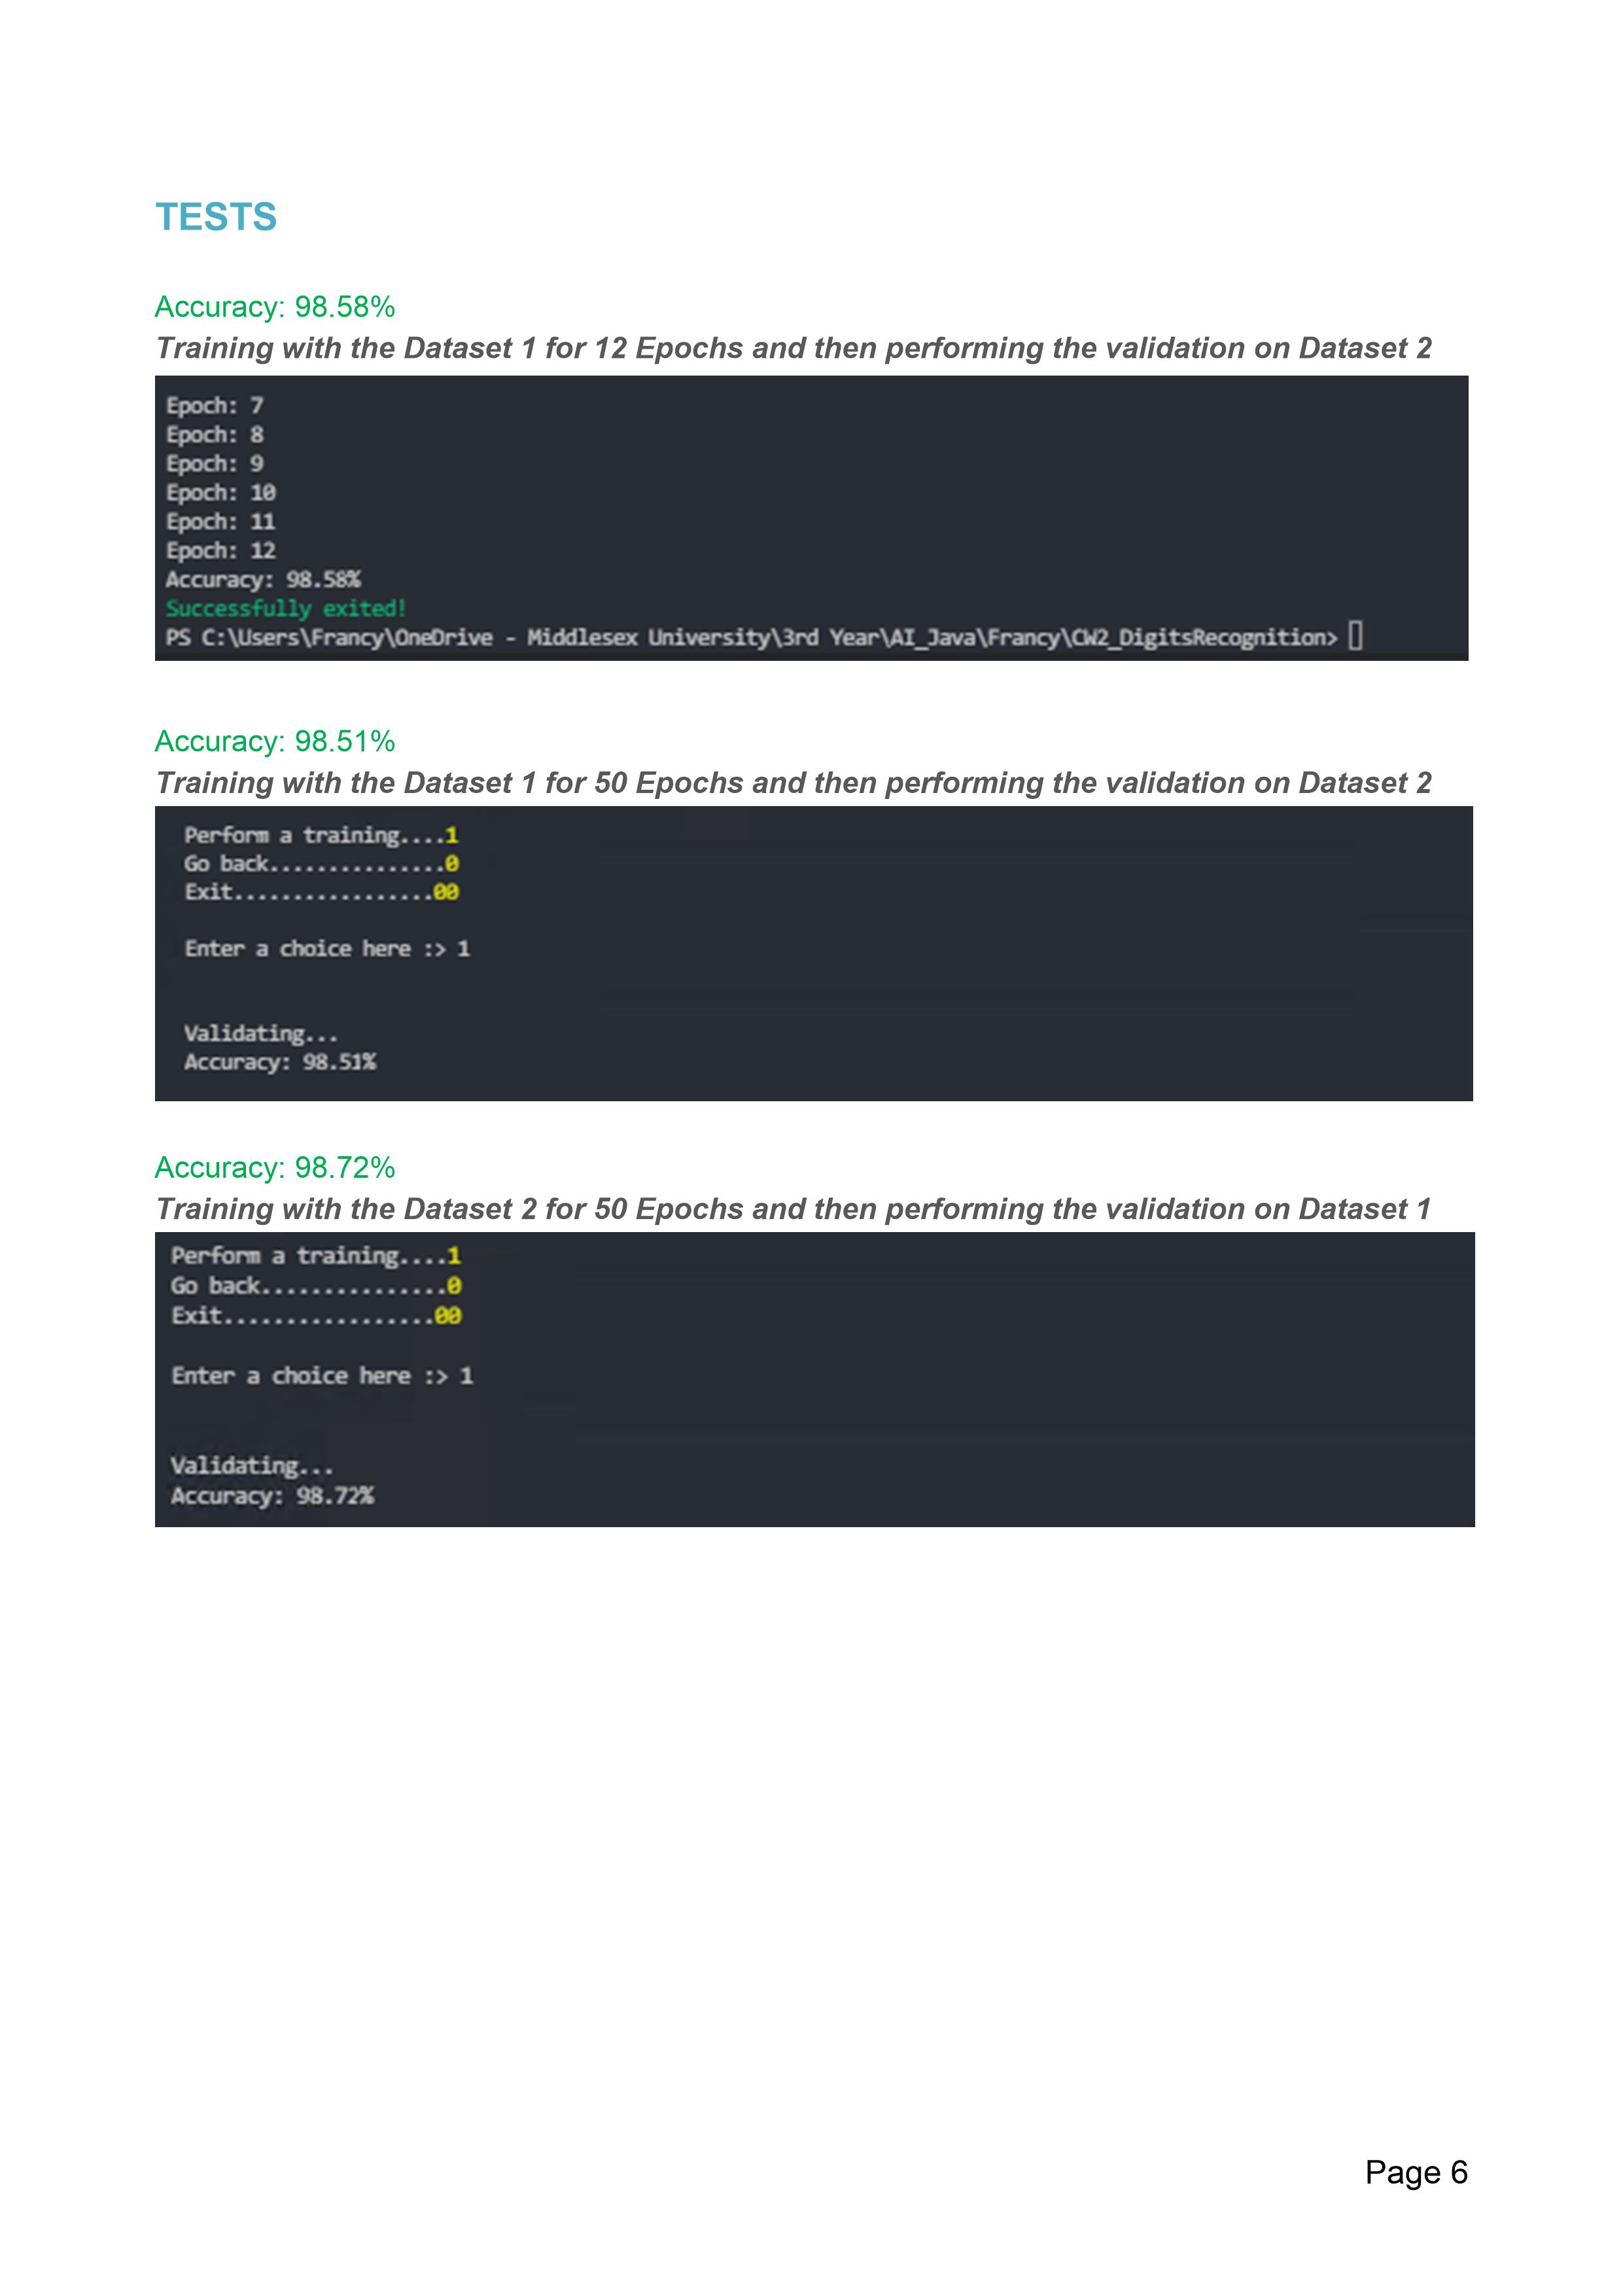 TESTS
Accuracy: 98.58%
Training with the Dataset 1 for 12 Epochs and then performing the validation on Dataset 2
Epoch: 7
Epoch: 8
Epoch: 9
Epoch: 10
Epoch: 11
Epoch: 12
Accuracy: 98.58%
Successfully exited!
PS C:\Users\Francy\OneDrive - Middlesex University\3rd Year\AI_Java\Francy\CW2_DigitsRecognition>
Accuracy: 98.51%
Training with the Dataset 1 for 50 Epochs and then performing the validation on Dataset 2
Perform a training....1
Go back...............0
Exit.................00
Enter a choice here :> 1
Validating...
Accuracy: 98.51%
Accuracy: 98.72%
Training with the Dataset 2 for 50 Epochs and then performing the validation on Dataset 1
Perform a training....1
Go back...............0
Exit.................00
Enter a choice here :> 1
Validating...
Accuracy: 98.72%
Page 6